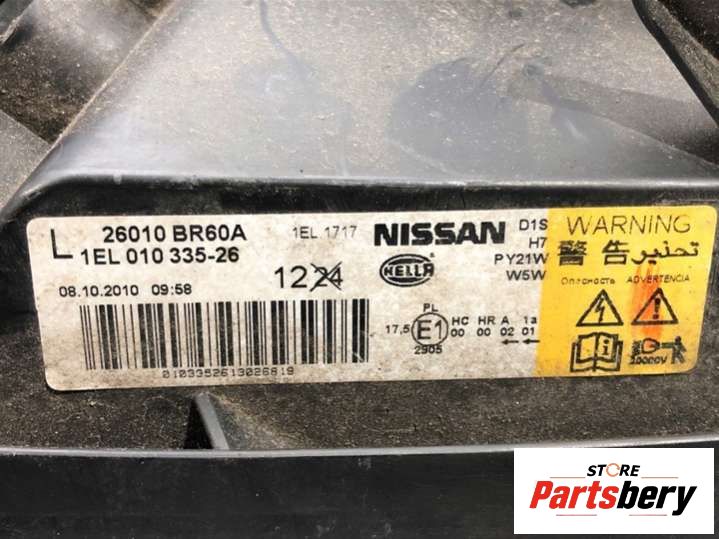 L
26010 BR60A
1EL 010 335-26
1EL 1717
NISSAN
HELLA
D1S
H7
PY21W
W5W
08.10.2010 09:58
1224
0103352613026819
17,5
PL
E1
2905
HC HR A 1a
00 00 02 01
WARNING
警告 تحذير
Опасность ADVERTENCIA
i
20000V
STORE
Partsbery